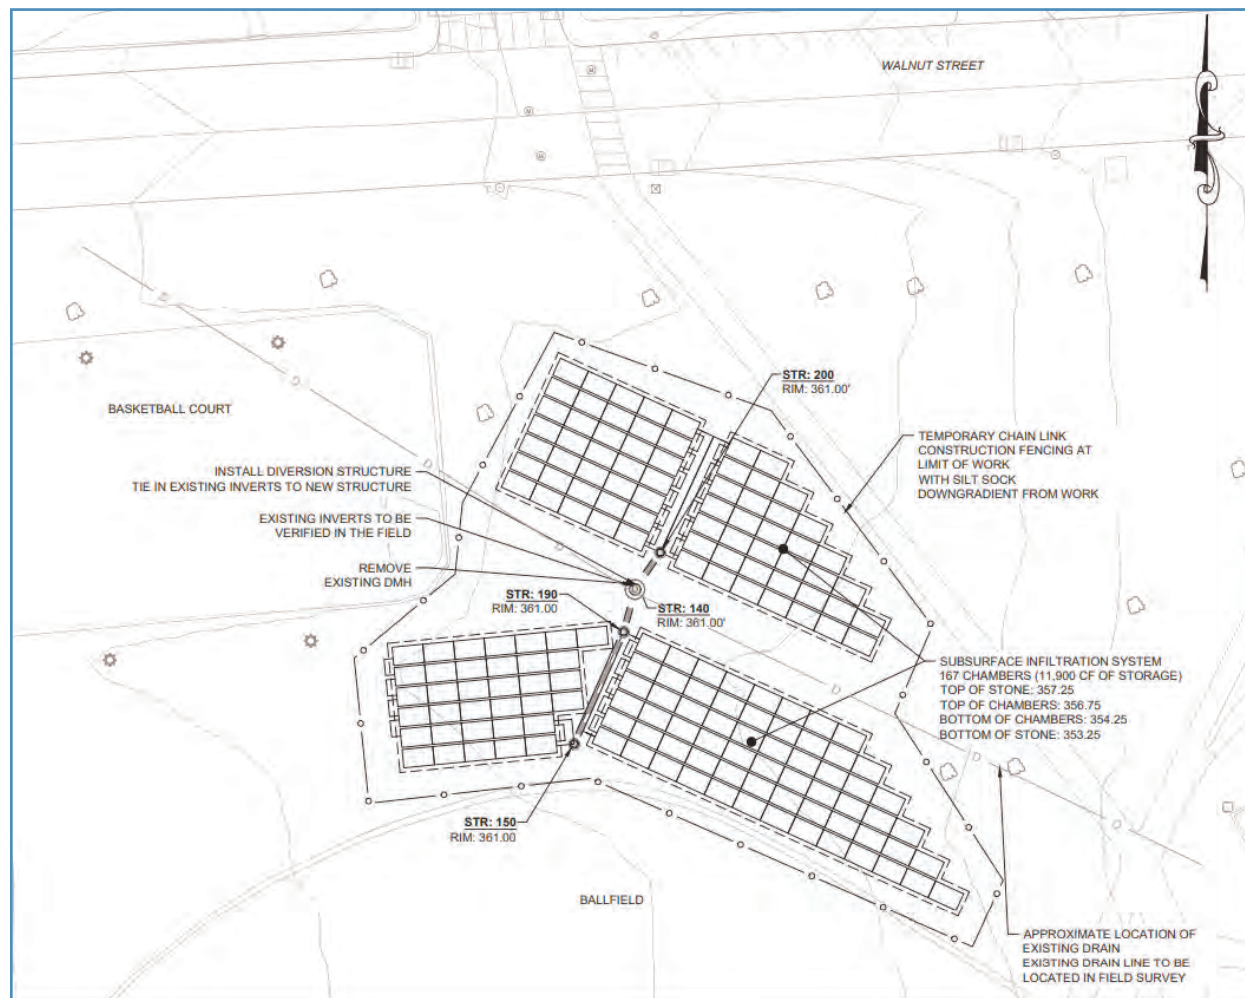 WALNUT STREET
STR: 200
RIM: 361.00'
BASKETBALL COURT
TEMPORARY CHAIN LINK
CONSTRUCTION FENCING AT
LIMIT OF WORK
WITH SILT SOCK
DOWNGRADIENT FROM WORK
INSTALL DIVERSION STRUCTURE
TIE IN EXISTING INVERTS TO NEW STRUCTURE
EXISTING INVERTS TO BE
VERIFIED IN THE FIELD
REMOVE
EXISTING DMH
STR: 190
RIM: 361.00
STR: 140
RIM: 361.00'
SUBSURFACE INFILTRATION SYSTEM
167 CHAMBERS (11,900 CF OF STORAGE)
TOP OF STONE: 357.25
TOP OF CHAMBERS: 356.75
BOTTOM OF CHAMBERS: 354.25
BOTTOM OF STONE: 353.25
STR: 150
RIM: 361.00
BALLFIELD
APPROXIMATE LOCATION OF
EXISTING DRAIN
EXISTING DRAIN LINE TO BE
LOCATED IN FIELD SURVEY
D
D
D
D
D
D
D